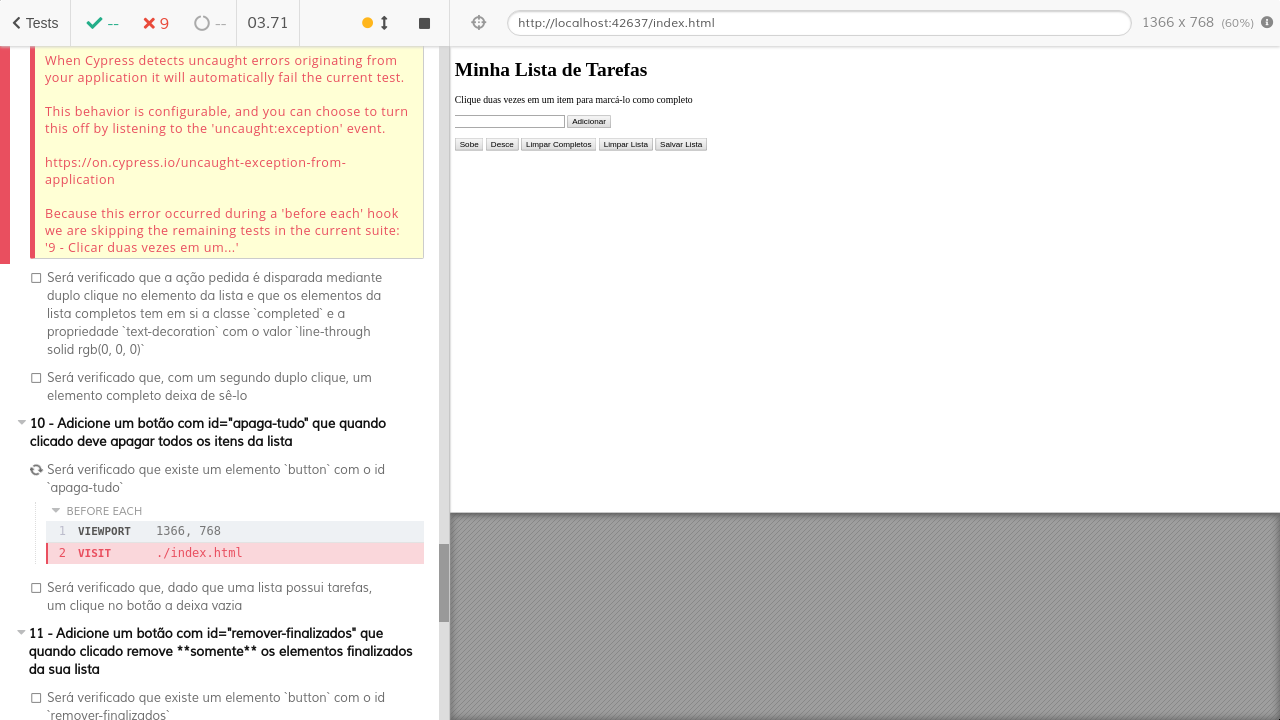 Tests
--
9
--
03.71
When Cypress detects uncaught errors originating from
your application it will automatically fail the current test.
This behavior is configurable, and you can choose to turn
this off by listening to the 'uncaught:exception' event.
https://on.cypress.io/uncaught-exception-from-
application
Because this error occurred during a 'before each' hook
we are skipping the remaining tests in the current suite:
'9 - Clicar duas vezes em um...'
Será verificado que a ação pedida é disparada mediante
duplo clique no elemento da lista e que os elementos da
lista completos tem em si a classe `completed` e a
propriedade `text-decoration` com o valor `line-through
solid rgb(0, 0, 0)`
Será verificado que, com um segundo duplo clique, um
elemento completo deixa de sê-lo
10 - Adicione um botão com id="apaga-tudo" que quando
clicado deve apagar todos os itens da lista
Será verificado que existe um elemento `button` com o id
`apaga-tudo`
BEFORE EACH
1 VIEWPORT 1366, 768
2 VISIT ./index.html
Será verificado que, dado que uma lista possui tarefas,
um clique no botão a deixa vazia
11 - Adicione um botão com id="remover-finalizados" que
quando clicado remove **somente** os elementos finalizados
da sua lista
Será verificado que existe um elemento `button` com o id
`remover-finalizados`
http://localhost:42637/index.html
1366 x 768 (60%)
Minha Lista de Tarefas
Clique duas vezes em um item para marcá-lo como completo
Adicionar
Sobe Desce Limpar Completos Limpar Lista Salvar Lista